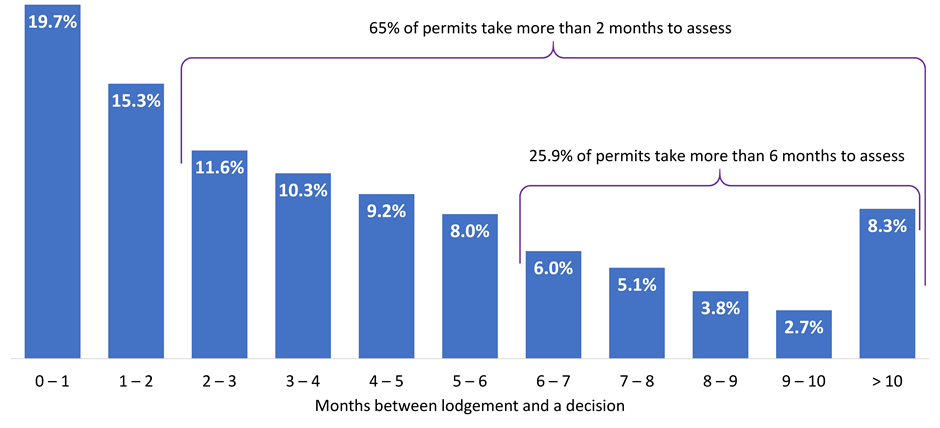 65% of permits take more than 2 months to assess
25.9% of permits take more than 6 months to assess
19.7%
15.3%
11.6%
10.3%
9.2%
8.0%
6.0%
5.1%
3.8%
2.7%
8.3%
0 – 1
1 – 2
2 – 3
3 – 4
4 – 5
5 – 6
6 – 7
7 – 8
8 – 9
9 – 10
> 10
Months between lodgement and a decision